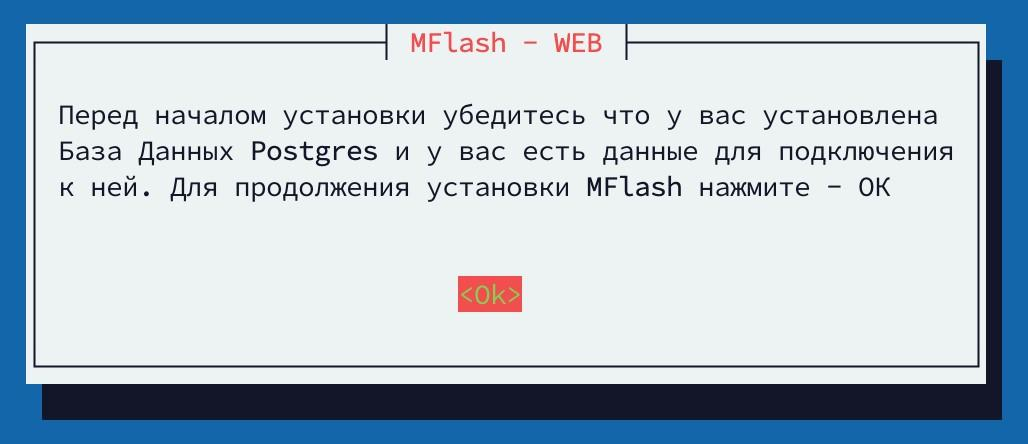 MFlash - WEB
Перед началом установки убедитесь что у вас установлена
База Данных Postgres и у вас есть данные для подключения
к ней. Для продолжения установки MFlash нажмите - ОК
<Ok>